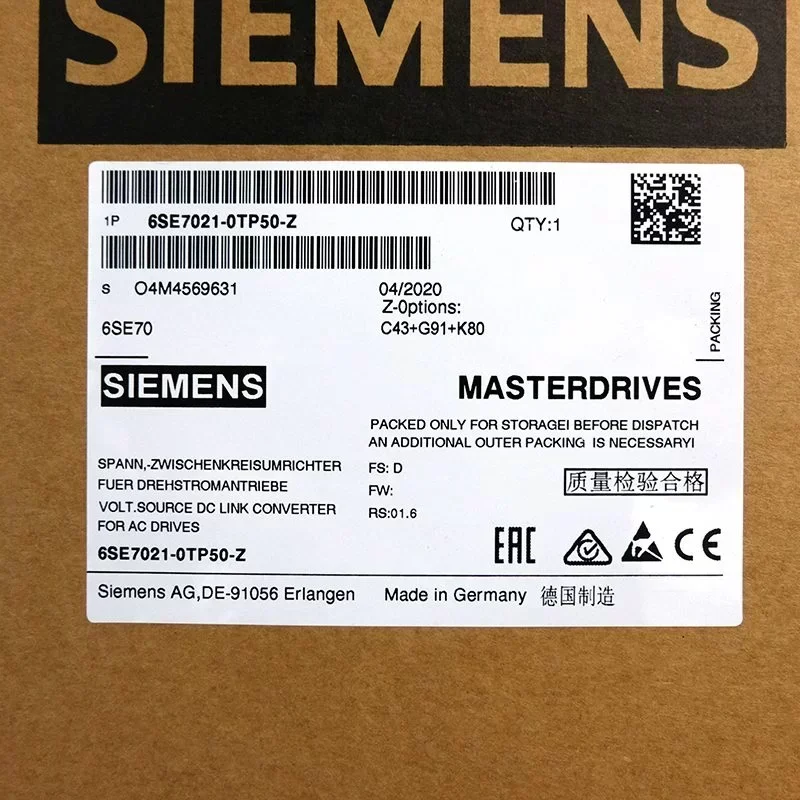 SIEMENS
1P 6SE7021-0TP50-Z QTY:1
S O4M4569631 04/2020
Z-Options:
6SE70 C43+G91+K80
PACKING
SIEMENS MASTERDRIVES
PACKED ONLY FOR STORAGEI BEFORE DISPATCH
AN ADDITIONAL OUTER PACKING IS NECESSARYI
SPANN,-ZWISCHENKREISUMRICHTER
FUER DREHSTROMANTRIEBE
VOLT.SOURCE DC LINK CONVERTER
FOR AC DRIVES
6SE7021-0TP50-Z
FS: D
FW:
RS:01.6
质量检验合格
EAC CE
Siemens AG,DE-91056 Erlangen Made in Germany 德国制造